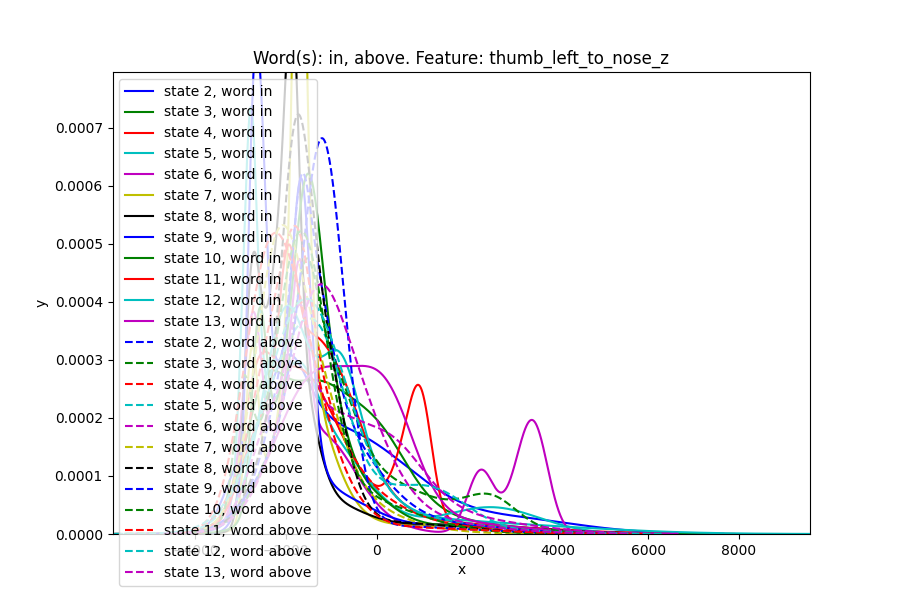 Word(s): in, above. Feature: thumb_left_to_nose_z
y
0.0007
0.0006
0.0005
0.0004
0.0003
0.0002
0.0001
0.0000
state 2, word in
state 3, word in
state 4, word in
state 5, word in
state 6, word in
state 7, word in
state 8, word in
state 9, word in
state 10, word in
state 11, word in
state 12, word in
state 13, word in
state 2, word above
state 3, word above
state 4, word above
state 5, word above
state 6, word above
state 7, word above
state 8, word above
state 9, word above
state 10, word above
state 11, word above
state 12, word above
state 13, word above
0 2000 4000 6000 8000
x